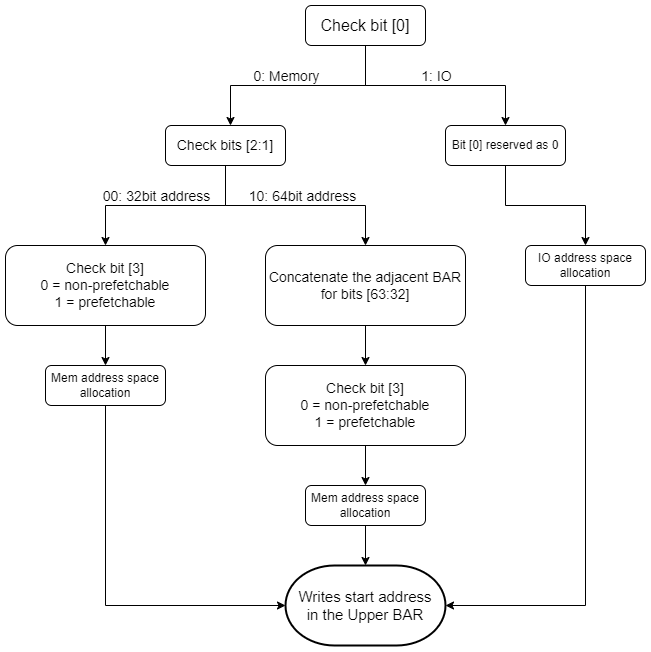 Check bit [0]
0: Memory
1: IO
Check bits [2:1]
Bit [0] reserved as 0
00: 32bit address
10: 64bit address
Check bit [3]
0 = non-prefetchable
1 = prefetchable
Concatenate the adjacent BAR
for bits [63:32]
IO address space
allocation
Mem address space
allocation
Check bit [3]
0 = non-prefetchable
1 = prefetchable
Mem address space
allocation
Writes start address
in the Upper BAR